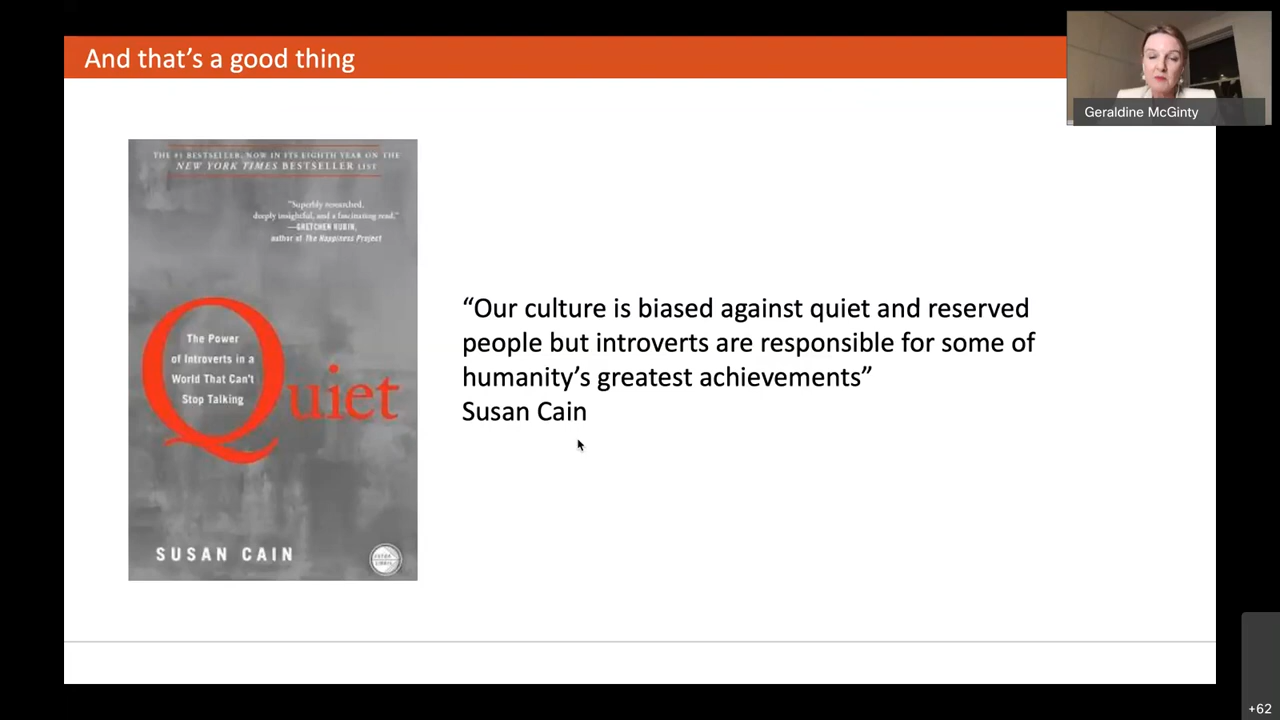 And that's a good thing
Geraldine McGinty
THE #1 BESTSELLER, NOW IN ITS EIGHTH YEAR ON THE
NEW YORK TIMES BESTSELLER LIST
"Superbly researched,
deeply insightful, and a fascinating read."
—GRETCHEN RUBIN,
author of The Happiness Project
The Power
of Introverts in a
World That Can't
Stop Talking
Quiet
SUSAN CAIN
“Our culture is biased against quiet and reserved
people but introverts are responsible for some of
humanity’s greatest achievements”
Susan Cain
+62